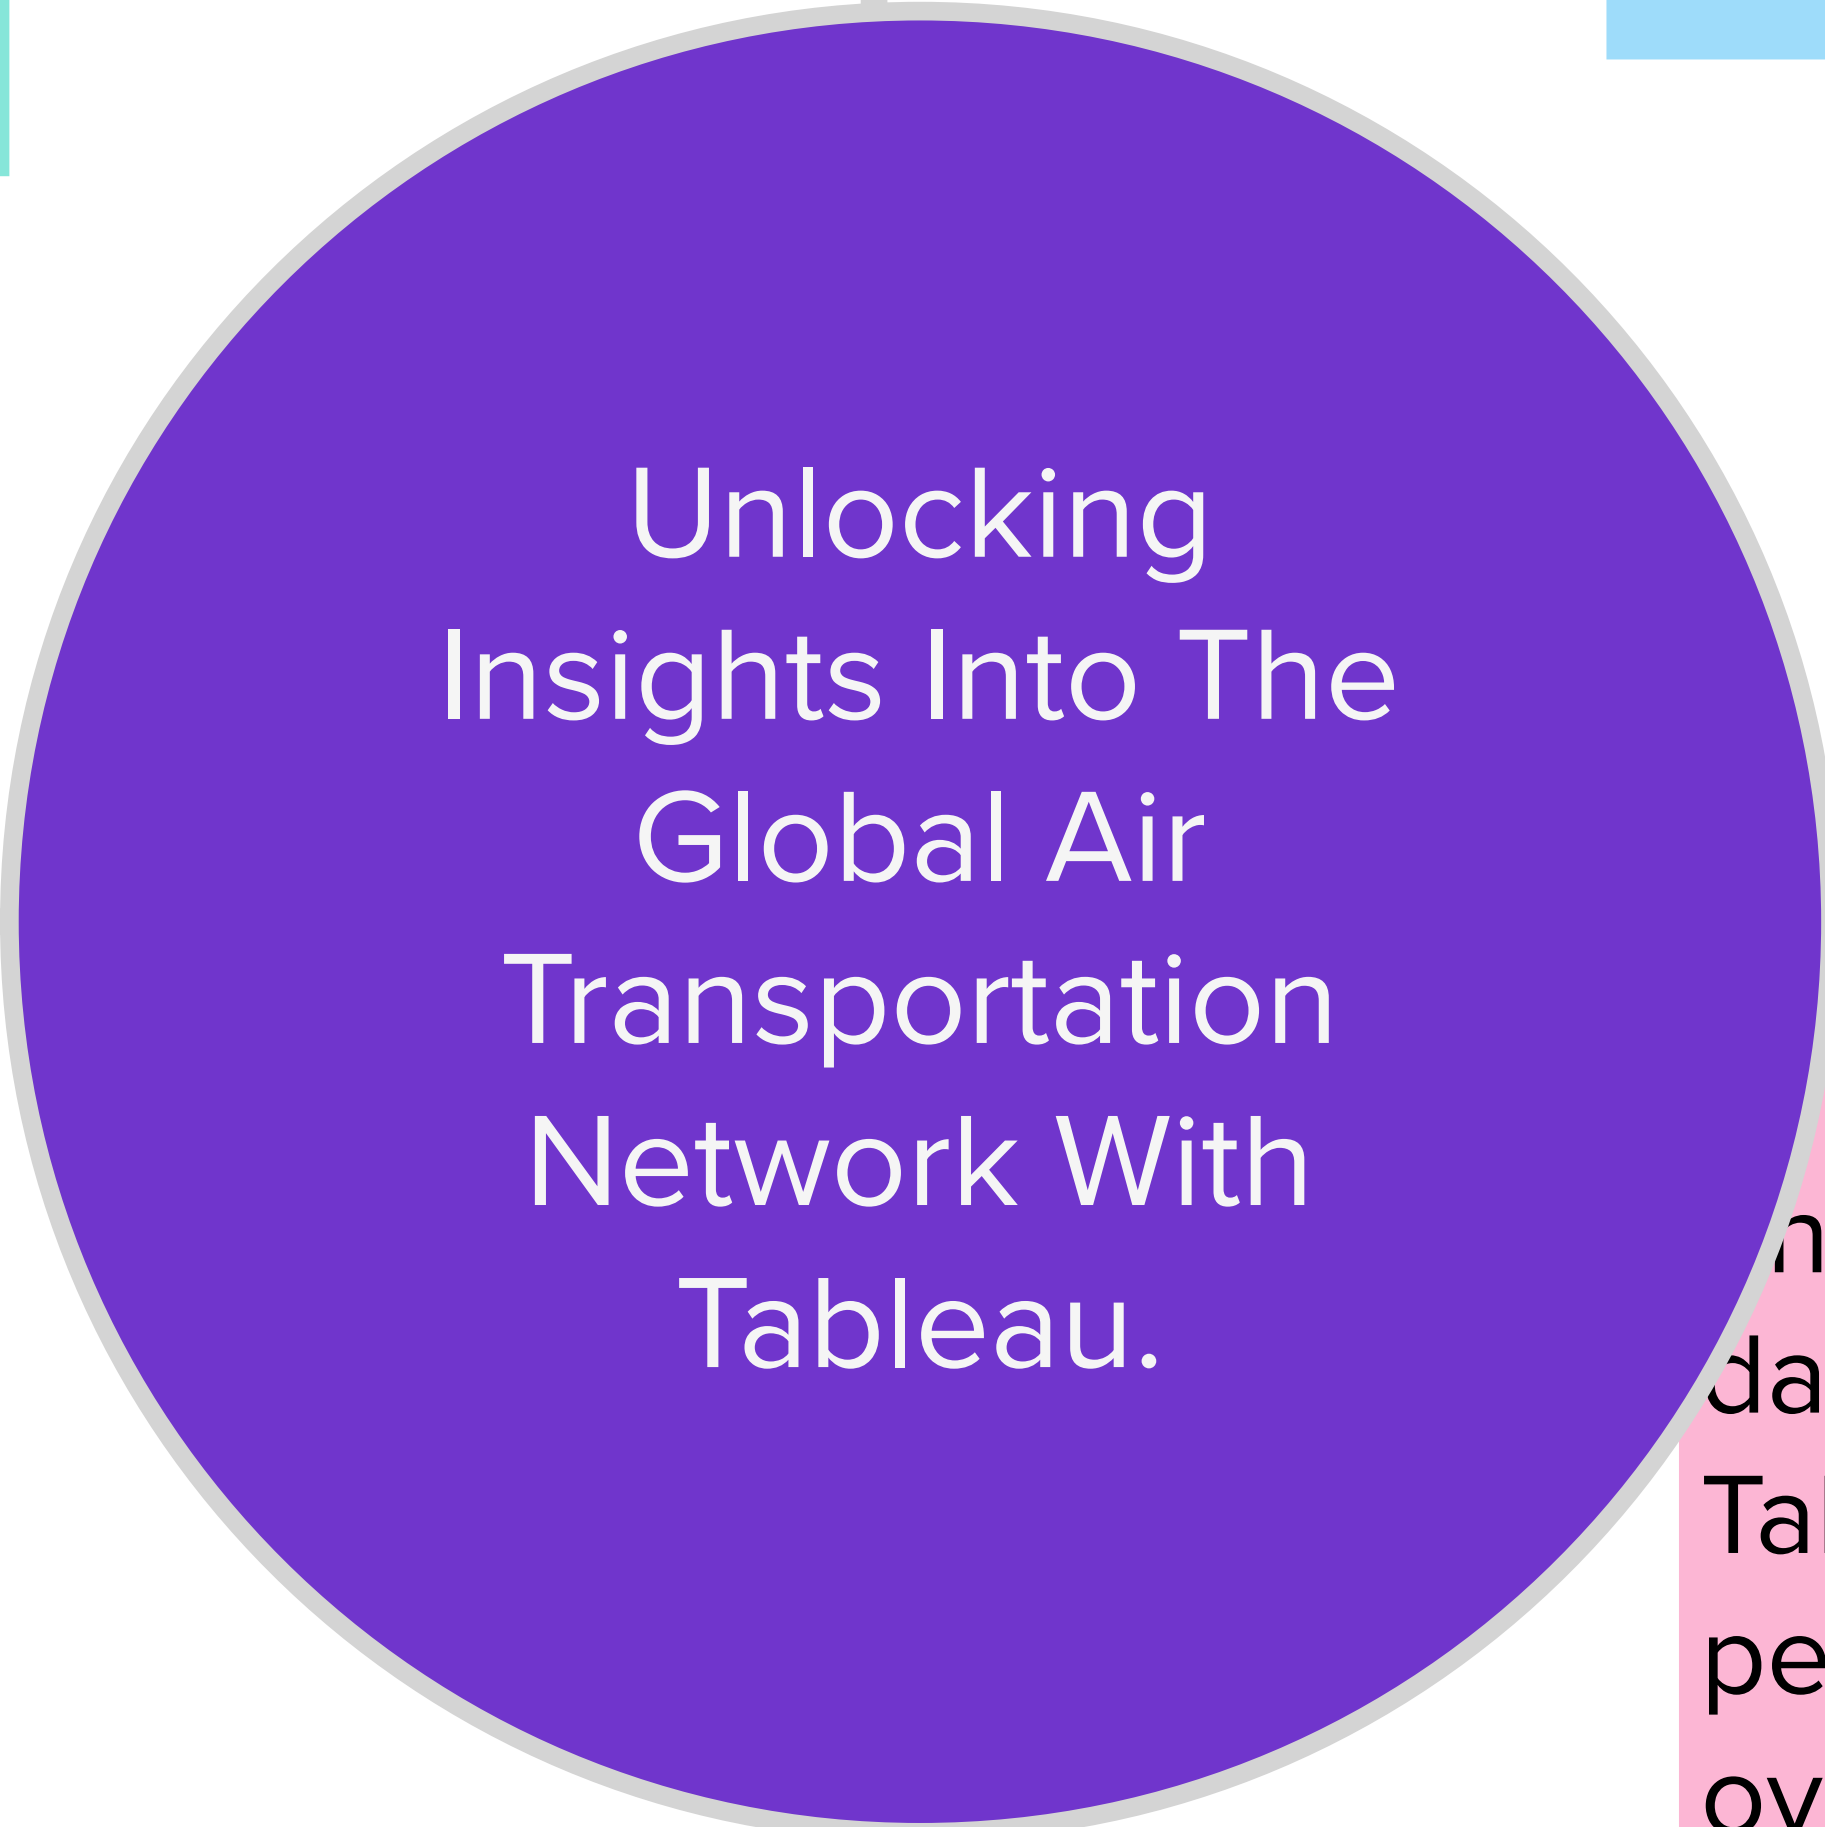 Unlocking
Insights Into The
Global Air
Transportation
Network With
Tableau.